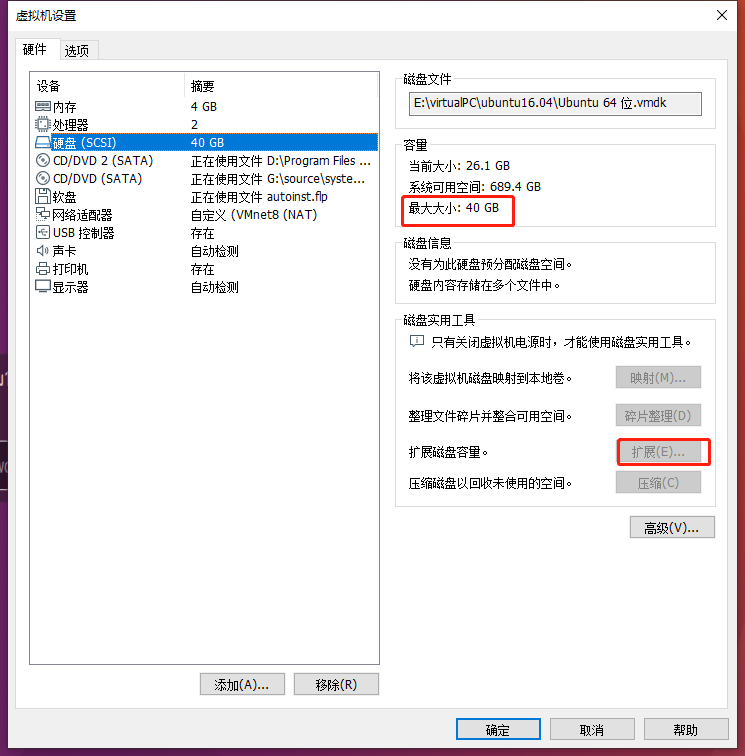 虚拟机设置
硬件 选项
设备 摘要
内存 4 GB
处理器 2
硬盘 (SCSI) 40 GB
CD/DVD 2 (SATA) 正在使用文件 D:\Program Files ...
CD/DVD (SATA) 正在使用文件 G:\source\syste...
软盘 正在使用文件 autoinst.flp
网络适配器 自定义 (VMnet8 (NAT)
USB 控制器 存在
声卡 自动检测
打印机 存在
显示器 自动检测
添加(A)... 移除(R)
磁盘文件
E:\virtualPC\ubuntu16.04\Ubuntu 64 位.vmdk
容量
当前大小: 26.1 GB
系统可用空间: 689.4 GB
最大大小: 40 GB
磁盘信息
没有为此硬盘预分配磁盘空间。
硬盘内容存储在多个文件中。
磁盘实用工具
只有关闭虚拟机电源时，才能使用磁盘实用工具。
将该虚拟机磁盘映射到本地卷。 映射(M)...
整理文件碎片并整合可用空间。 碎片整理(D)
扩展磁盘容量。 扩展(E)...
压缩磁盘以回收未使用的空间。 压缩(C)
高级(V)...
确定 取消 帮助